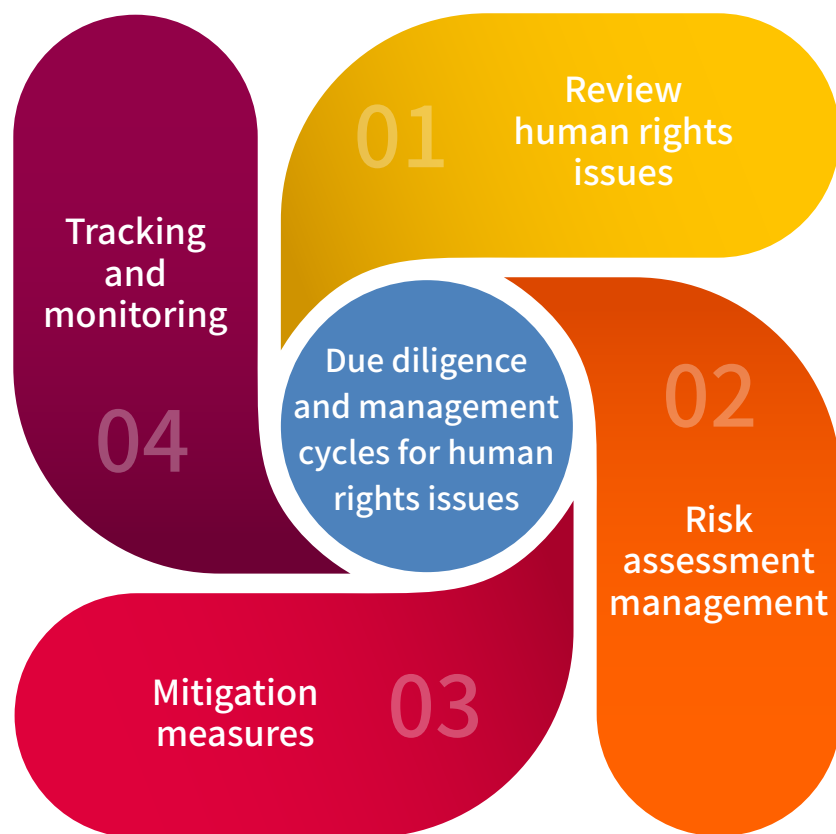 01
Review
human rights
issues
02
Risk
assessment
management
03
Mitigation
measures
04
Tracking
and
monitoring
Due diligence
and management
cycles for human
rights issues